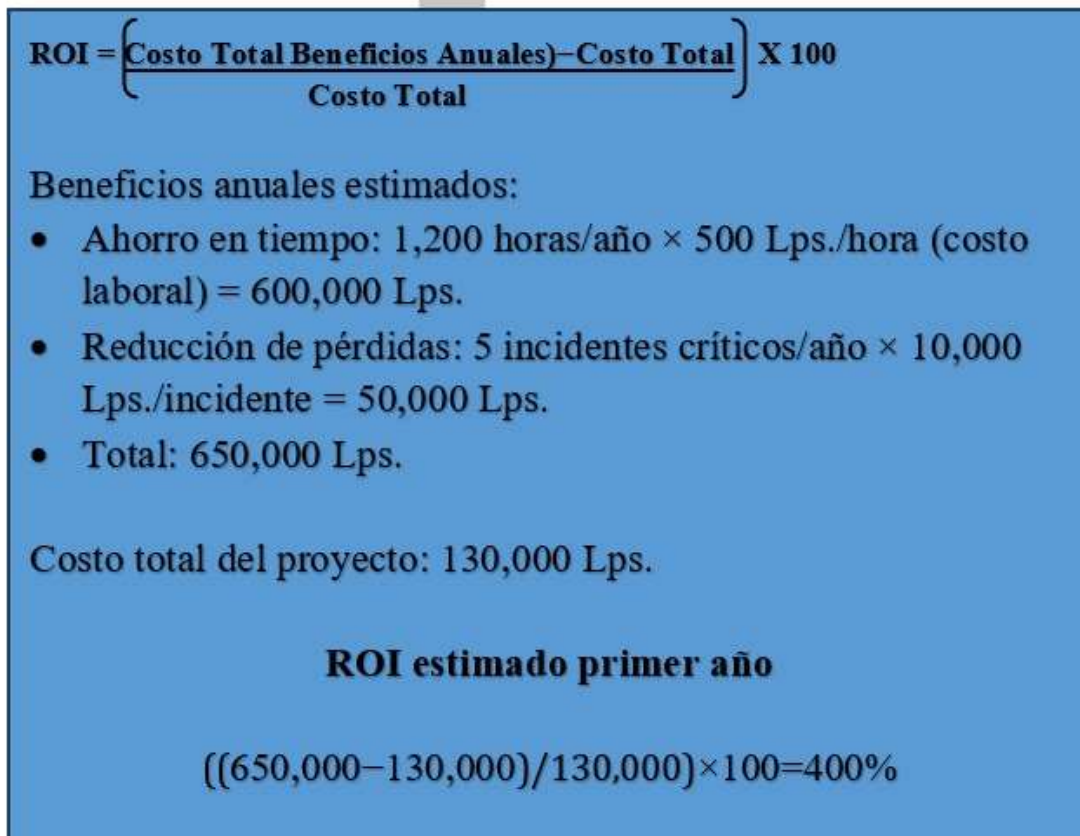 ROI = (Costo Total Beneficios Anuales)−Costo Total) X 100
Costo Total
Beneficios anuales estimados:
• Ahorro en tiempo: 1,200 horas/año × 500 Lps./hora (costo
laboral) = 600,000 Lps.
• Reducción de pérdidas: 5 incidentes críticos/año × 10,000
Lps./incidente = 50,000 Lps.
• Total: 650,000 Lps.
Costo total del proyecto: 130,000 Lps.
ROI estimado primer año
((650,000−130,000)/130,000)×100=400%